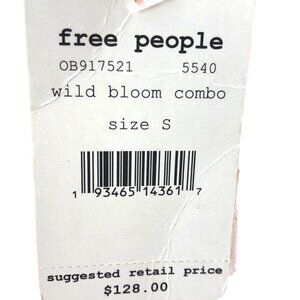 free people
OB917521 5540
wild bloom combo
size S
1 93465 14361 7
suggested retail price
$128.00